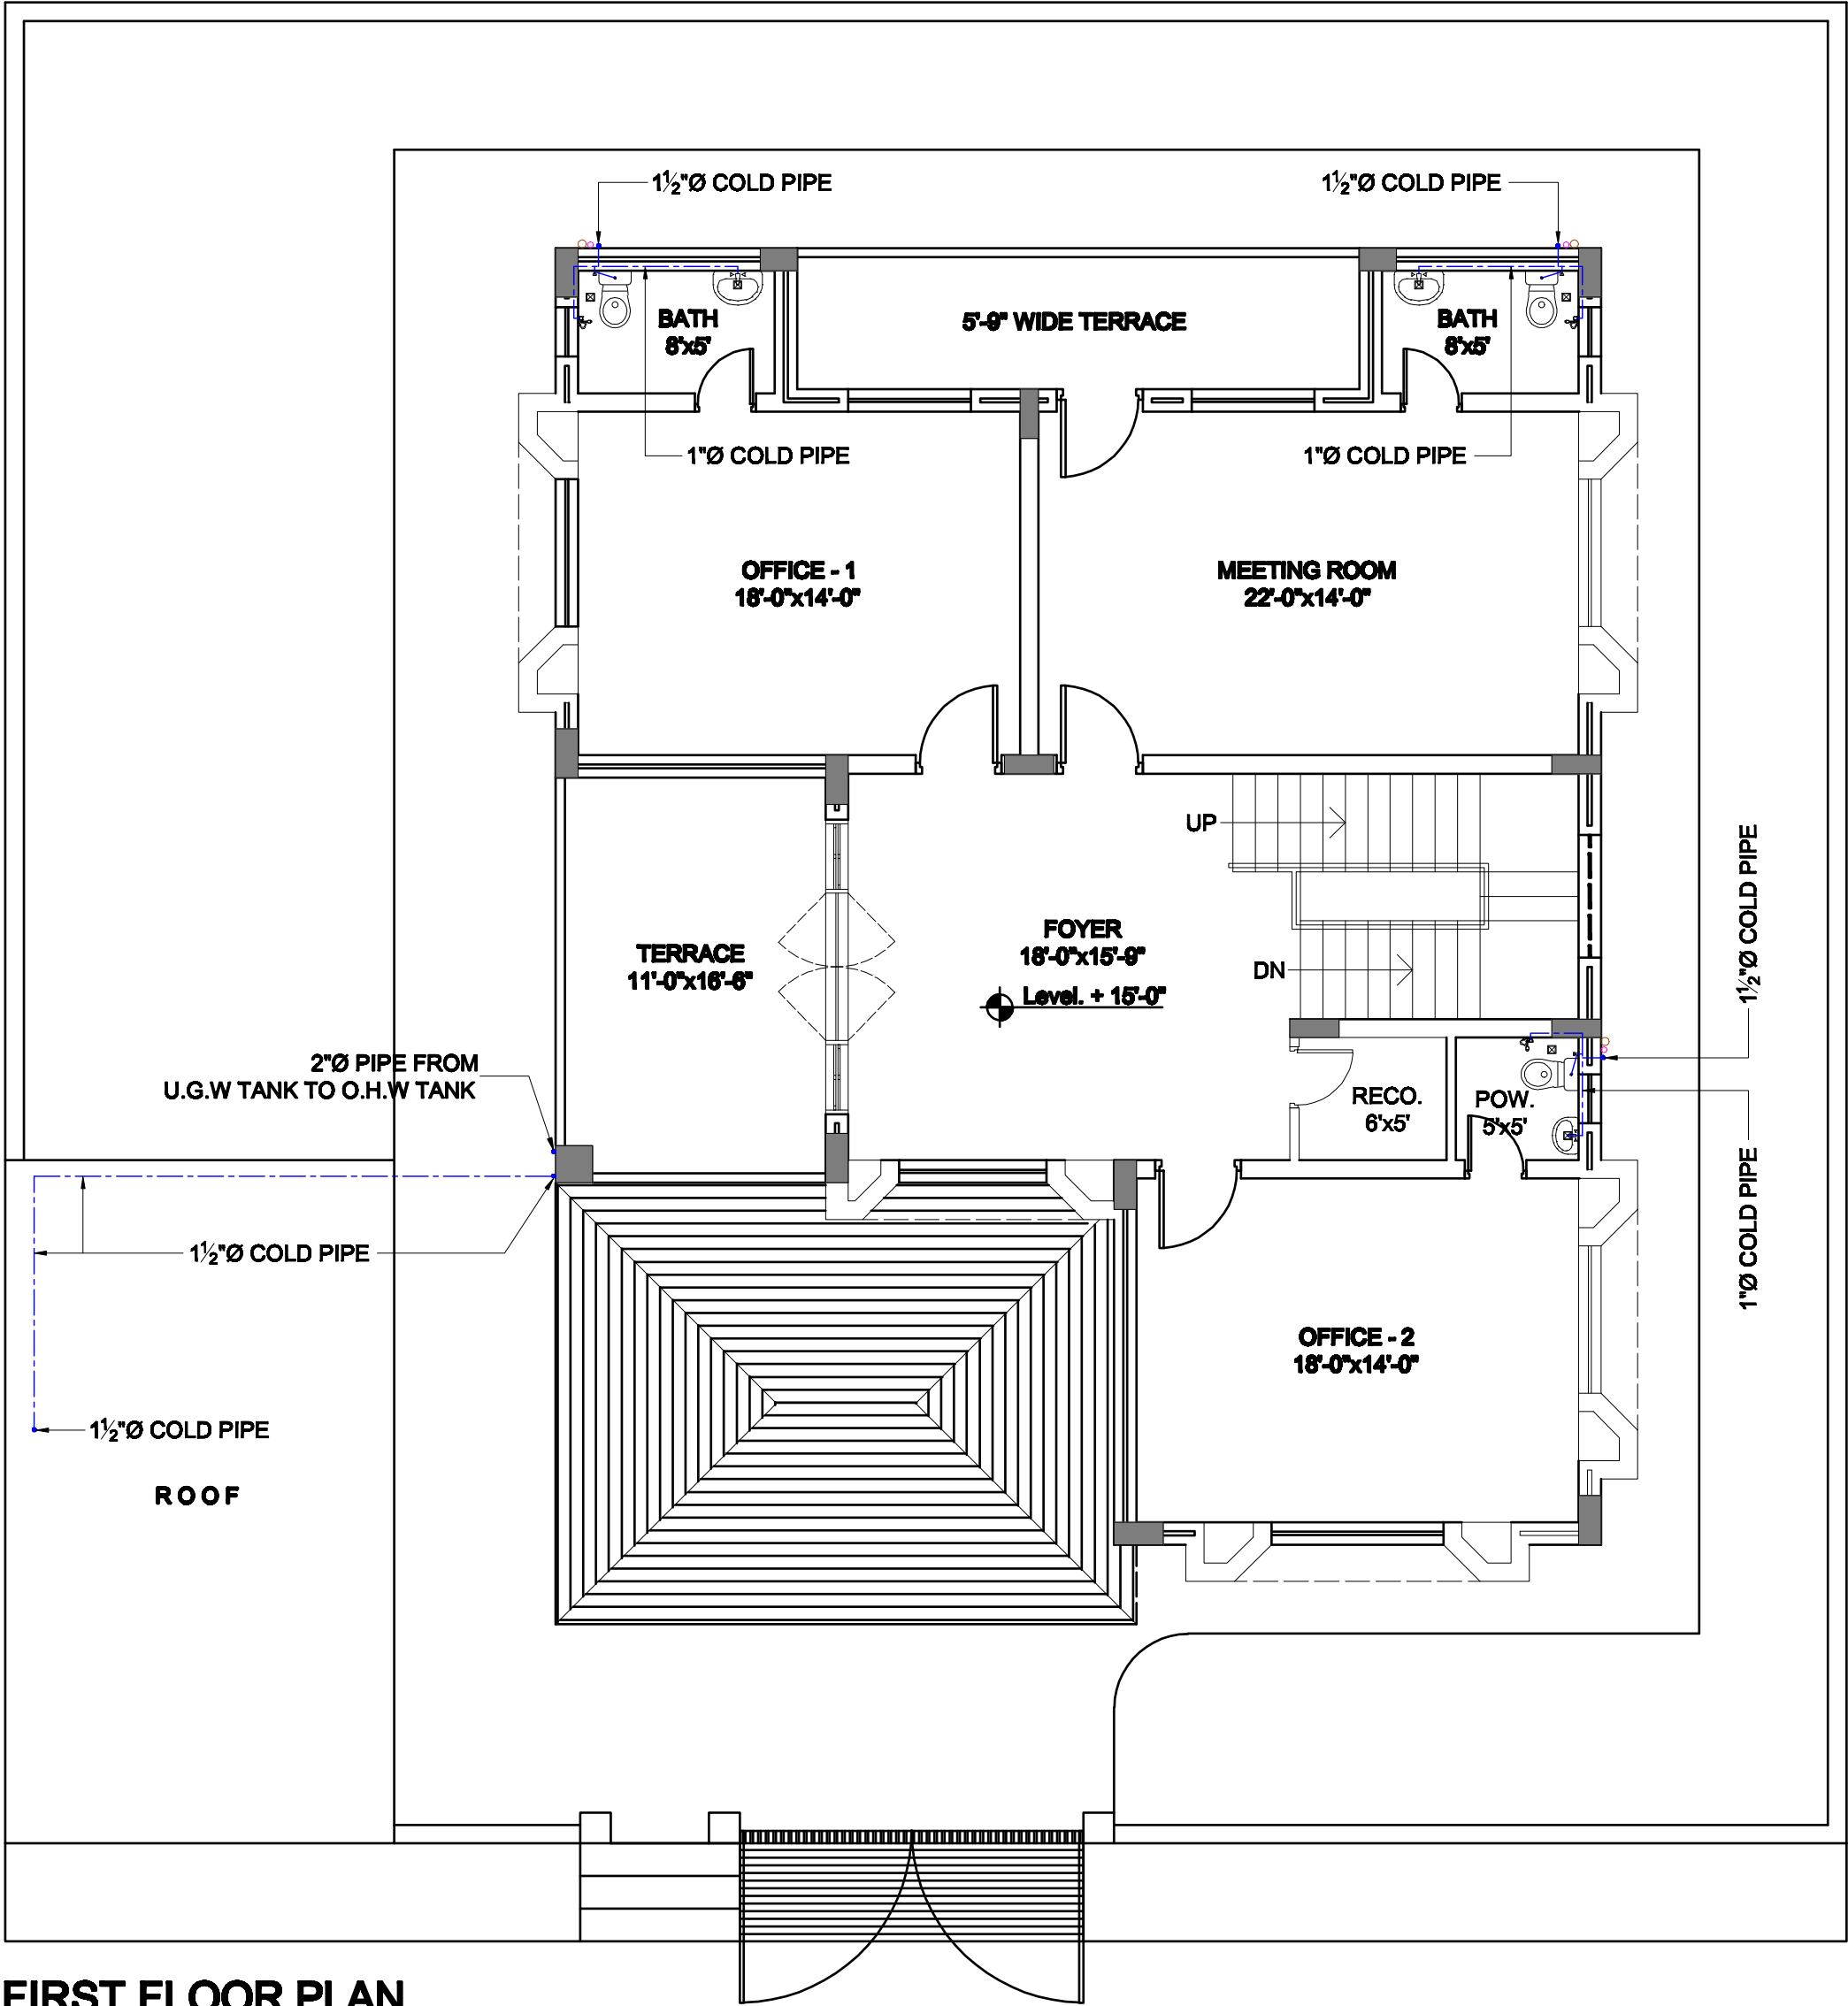 1½"Ø COLD PIPE
1½"Ø COLD PIPE
BATH
8'x5'
5'-9" WIDE TERRACE
BATH
8'x5'
1"Ø COLD PIPE
1"Ø COLD PIPE
OFFICE - 1
18'-0"x14'-0"
MEETING ROOM
22'-0"x14'-0"
UP
1½"Ø COLD PIPE
TERRACE
11'-0"x16'-6"
FOYER
18'-0"x15'-9"
Level. + 15'-0"
DN
2"Ø PIPE FROM
U.G.W TANK TO O.H.W TANK
RECO.
6'x5'
POW.
5'x5'
1"Ø COLD PIPE
1½"Ø COLD PIPE
OFFICE - 2
18'-0"x14'-0"
1½"Ø COLD PIPE
ROOF
FIRST FLOOR PLAN